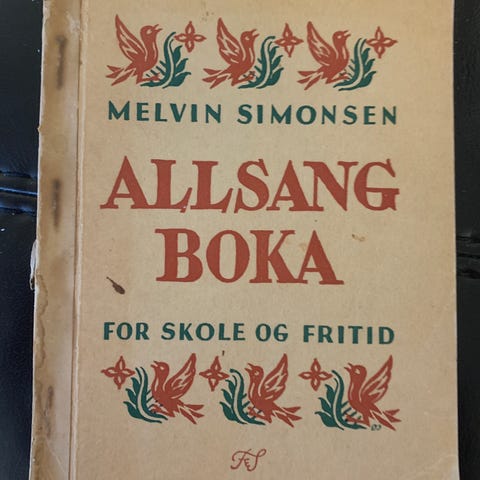 MELVIN SIMONSEN
ALLSANG
BOKA
FOR SKOLE OG FRITID